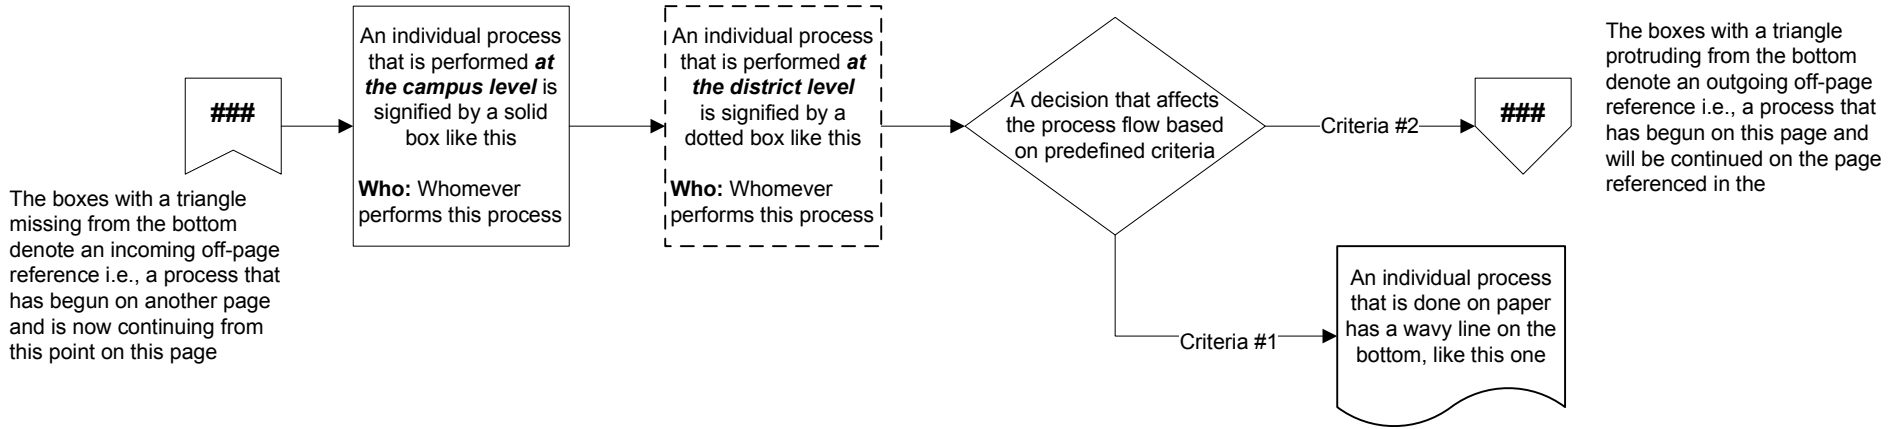 ###
The boxes with a triangle
missing from the bottom
denote an incoming off-page
reference i.e., a process that
has begun on another page
and is now continuing from
this point on this page
An individual process
that is performed at
the campus level is
signified by a solid
box like this
Who: Whomever
performs this process
An individual process
that is performed at
the district level
is signified by a
dotted box like this
Who: Whomever
performs this process
A decision that affects
the process flow based
on predefined criteria
Criteria #2
###
The boxes with a triangle
protruding from the bottom
denote an outgoing off-page
reference i.e., a process that
has begun on this page and
will be continued on the page
referenced in the
Criteria #1
An individual process
that is done on paper
has a wavy line on the
bottom, like this one